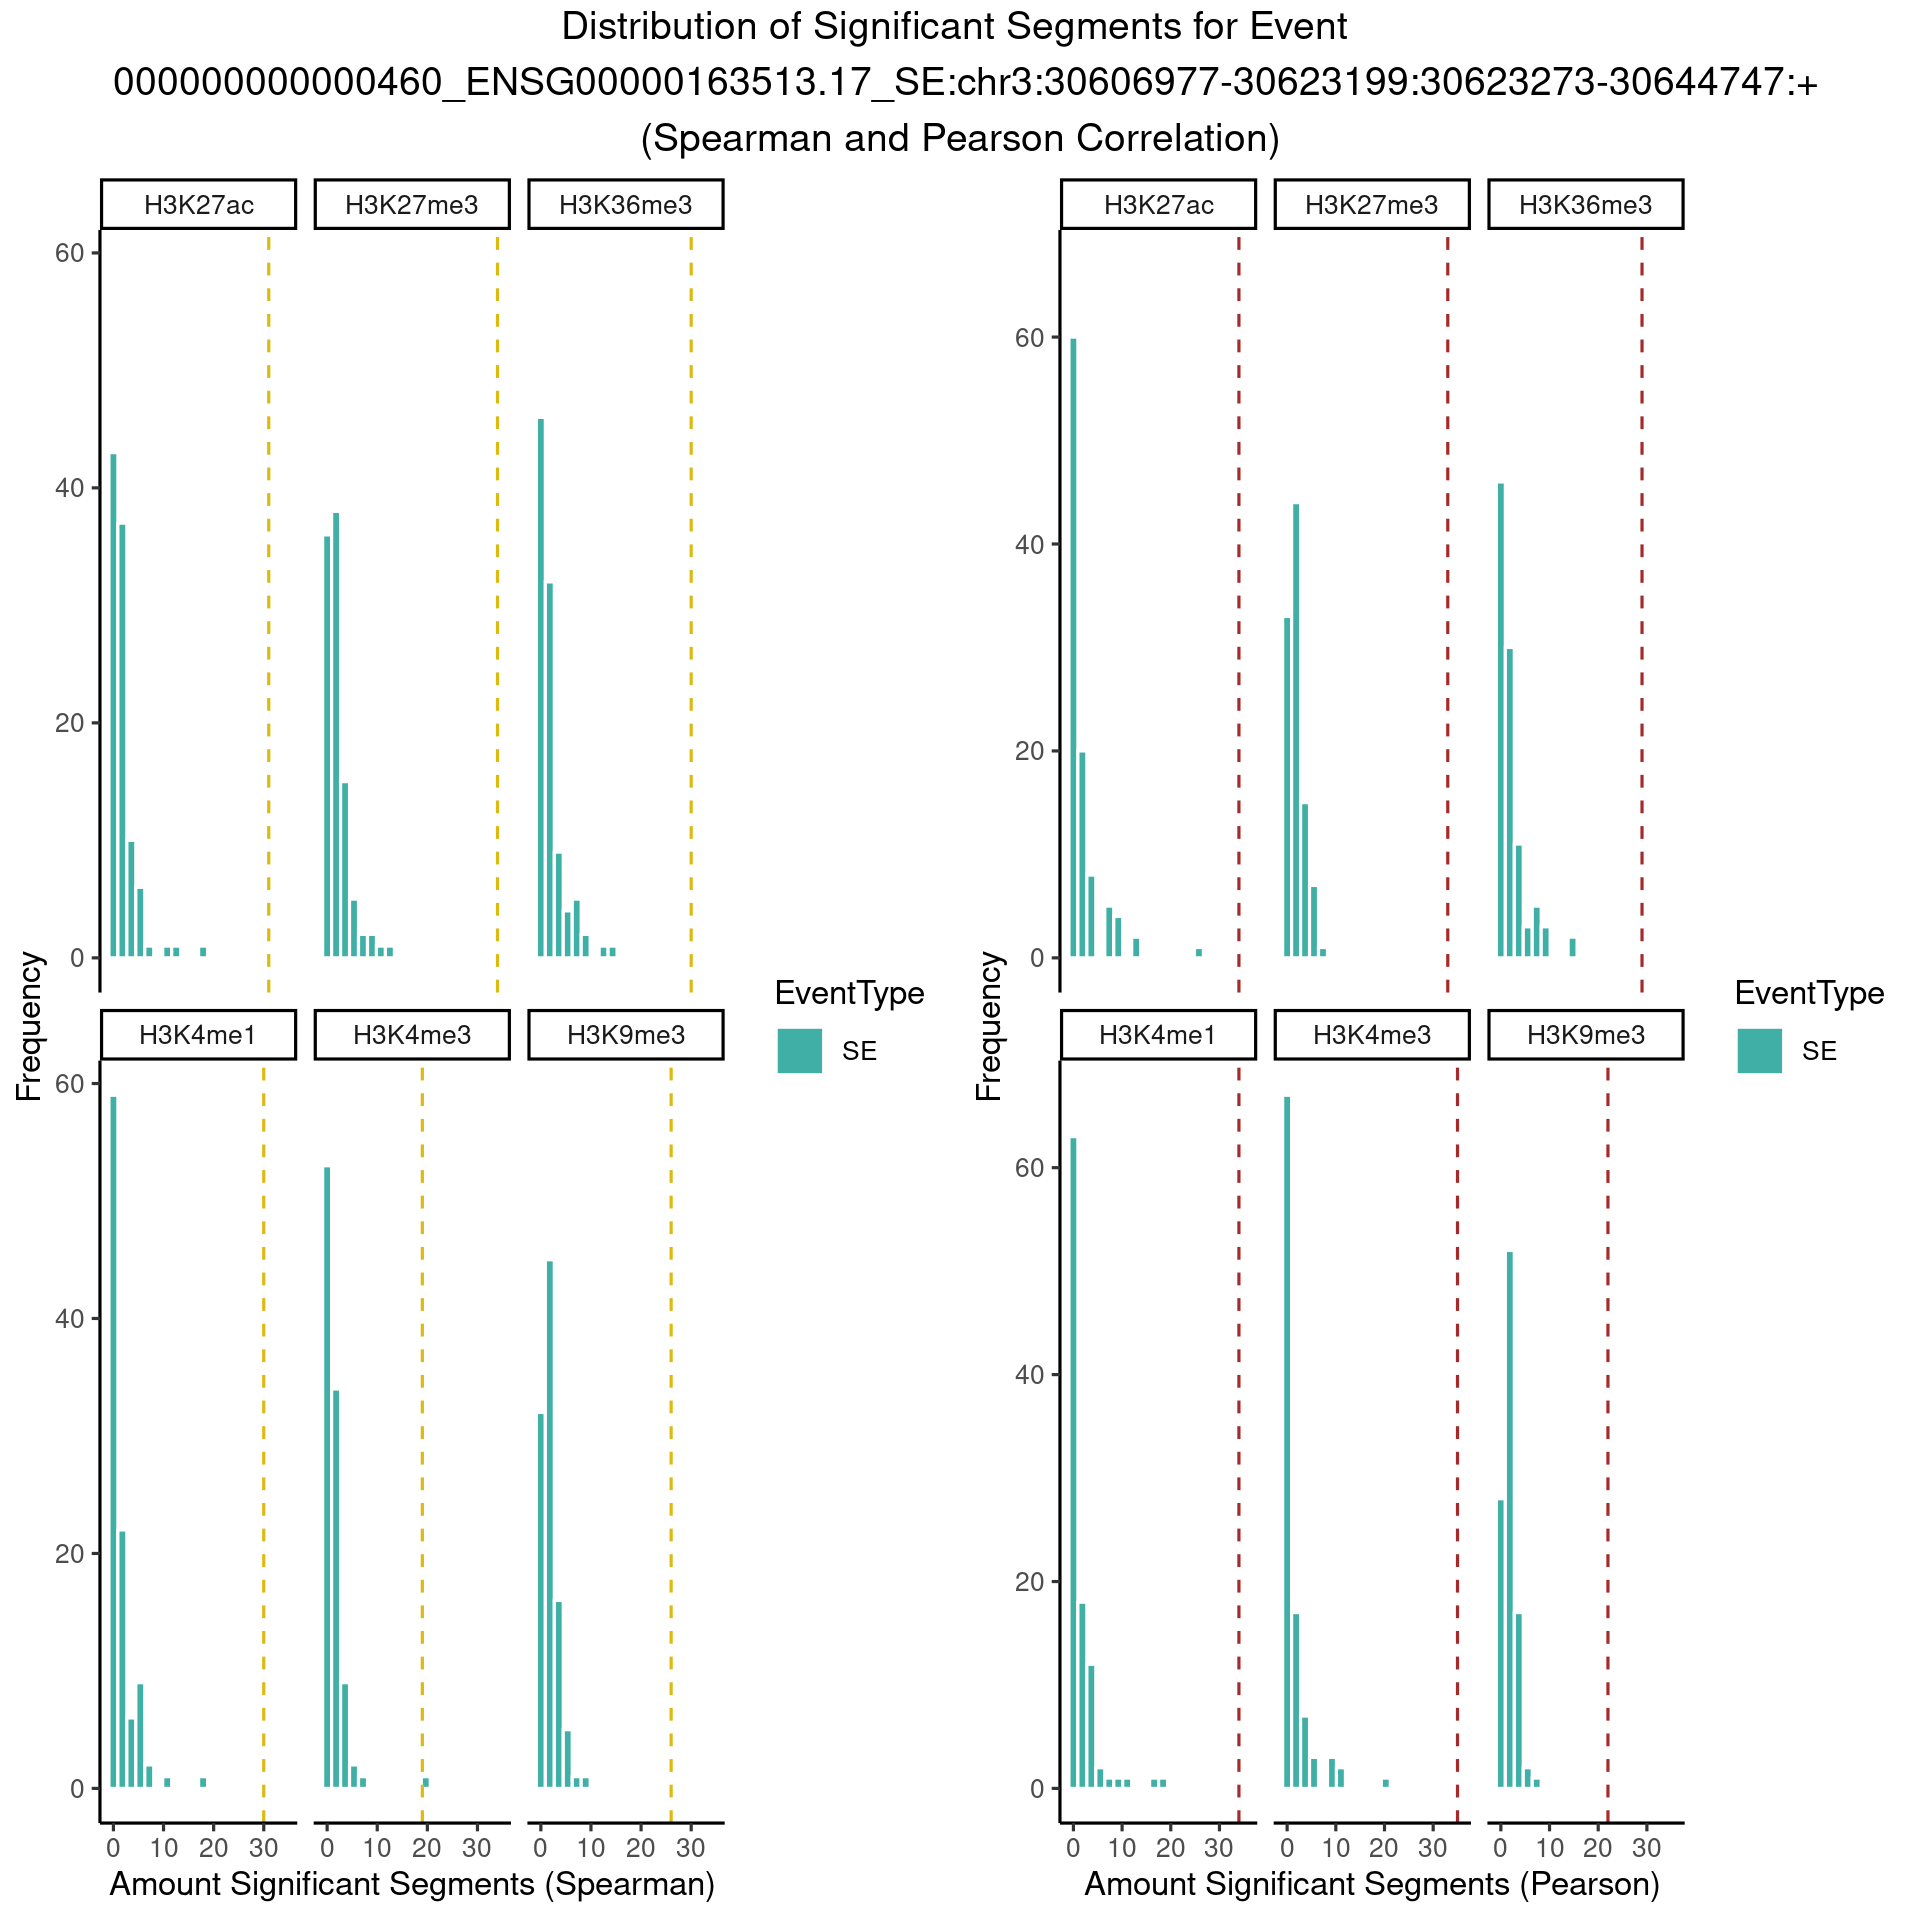 Distribution of Significant Segments for Event
000000000000460_ENSG00000163513.17_SE:chr3:30606977-30623199:30623273-30644747:+
(Spearman and Pearson Correlation)
H3K27ac H3K27me3 H3K36me3
60
40
20
0
H3K4me1 H3K4me3 H3K9me3
60
40
20
0
0 10 20 30 0 10 20 30 0 10 20 30
Frequency
Amount Significant Segments (Spearman)
EventType
SE
H3K27ac H3K27me3 H3K36me3
60
40
20
0
H3K4me1 H3K4me3 H3K9me3
60
40
20
0
0 10 20 30 0 10 20 30 0 10 20 30
Frequency
Amount Significant Segments (Pearson)
EventType
SE